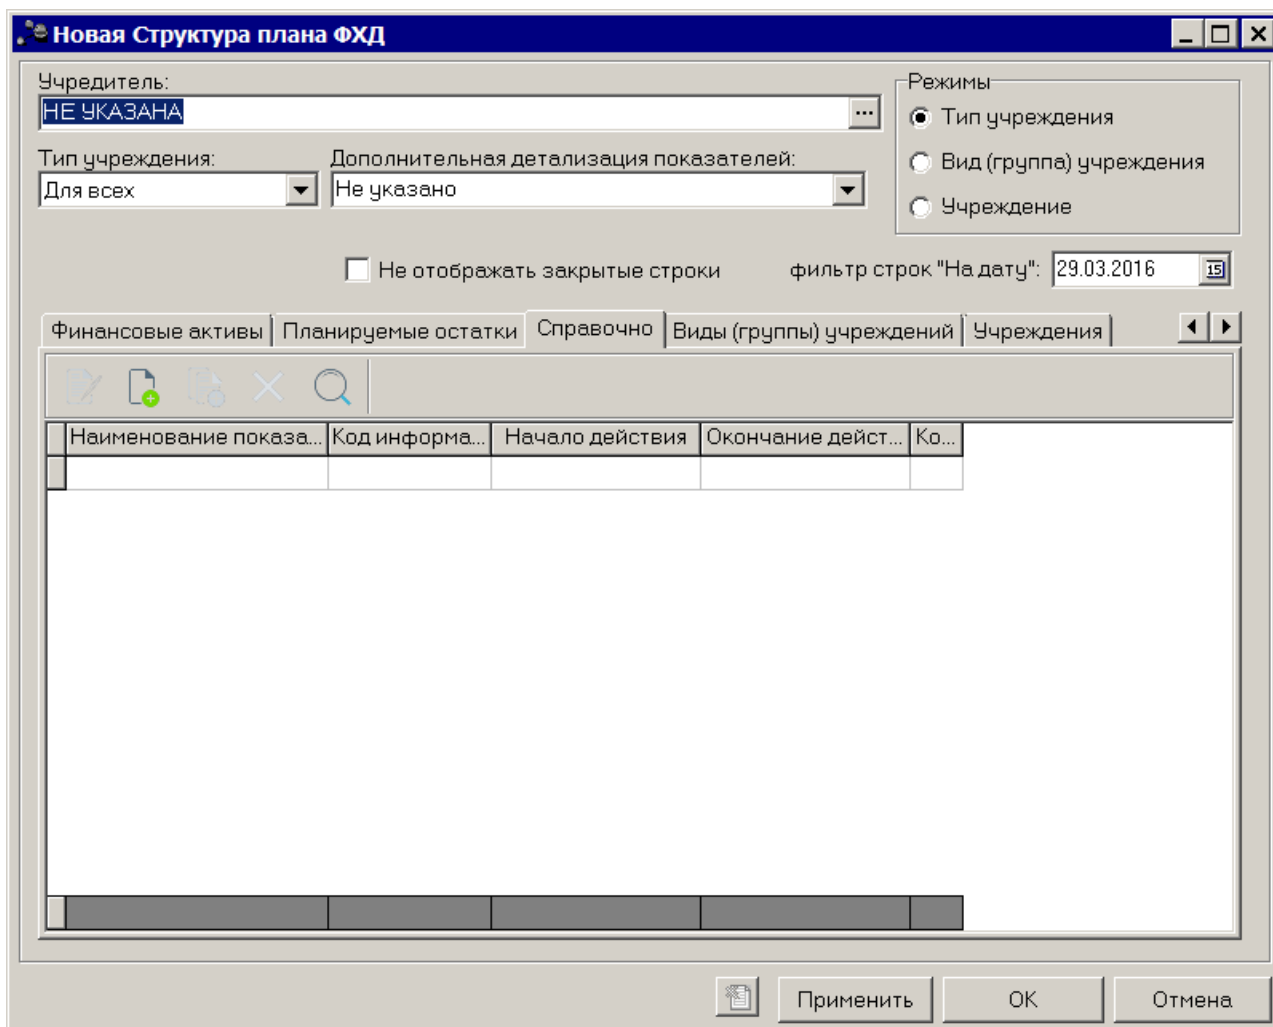 Новая Структура плана ФХД
Учредитель:
НЕ УКАЗАНА
...
Режимы
Тип учреждения
Вид (группа) учреждения
Учреждение
Тип учреждения:
Дополнительная детализация показателей:
Для всех
Не указано
Не отображать закрытые строки
фильтр строк "На дату":
29.03.2016
15
Финансовые активы
Планируемые остатки
Справочно
Виды (группы) учреждений
Учреждения
Наименование показа...
Код информа...
Начало действия
Окончание дейст...
Ко...
Применить
OK
Отмена